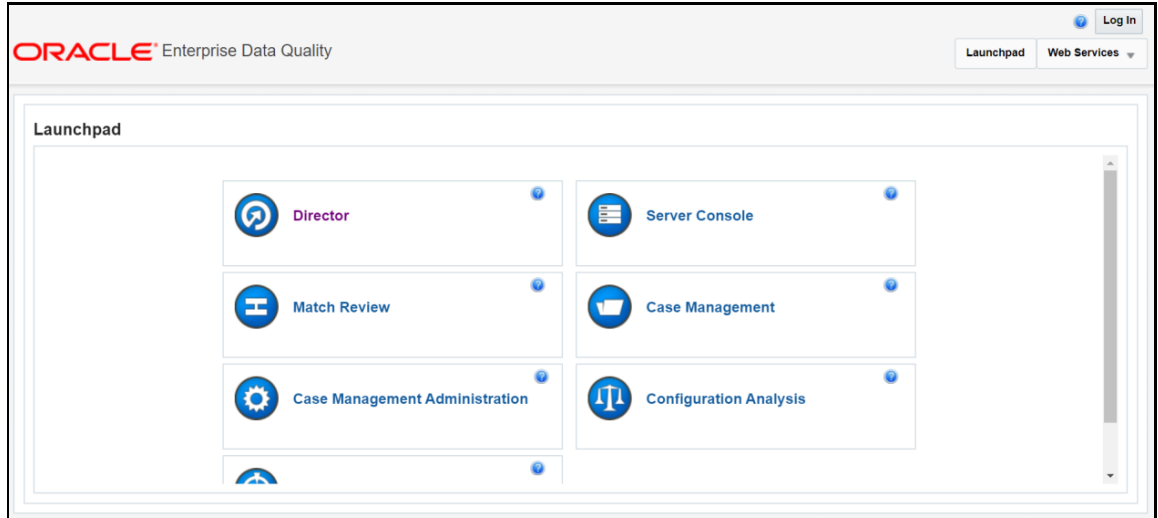 Log In
ORACLE Enterprise Data Quality
Launchpad Web Services
Launchpad
Director Server Console
Match Review Case Management
Case Management Administration Configuration Analysis